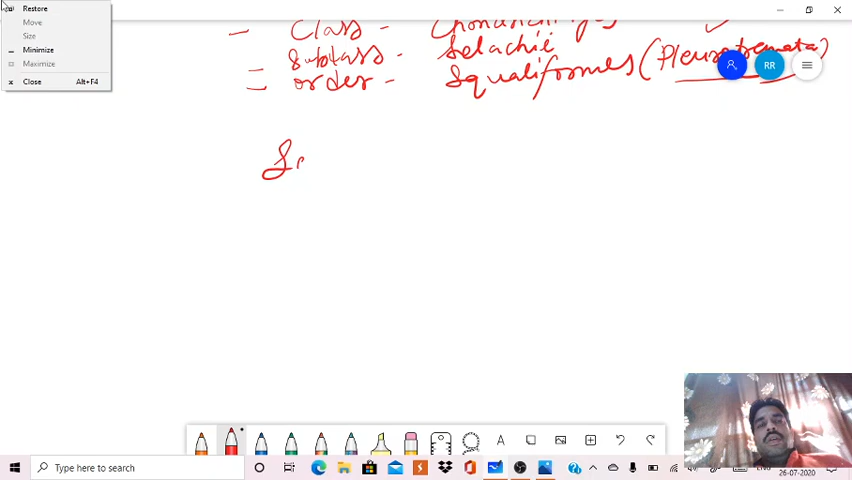 Restore
Move
Size
Minimize
Maximize
Close Alt+F4
Class - Chondrichthyes
Subclass - Selachii
order - Squaliformes (Pleurotremata)
RR
Type here to search
ENG
26-07-2020